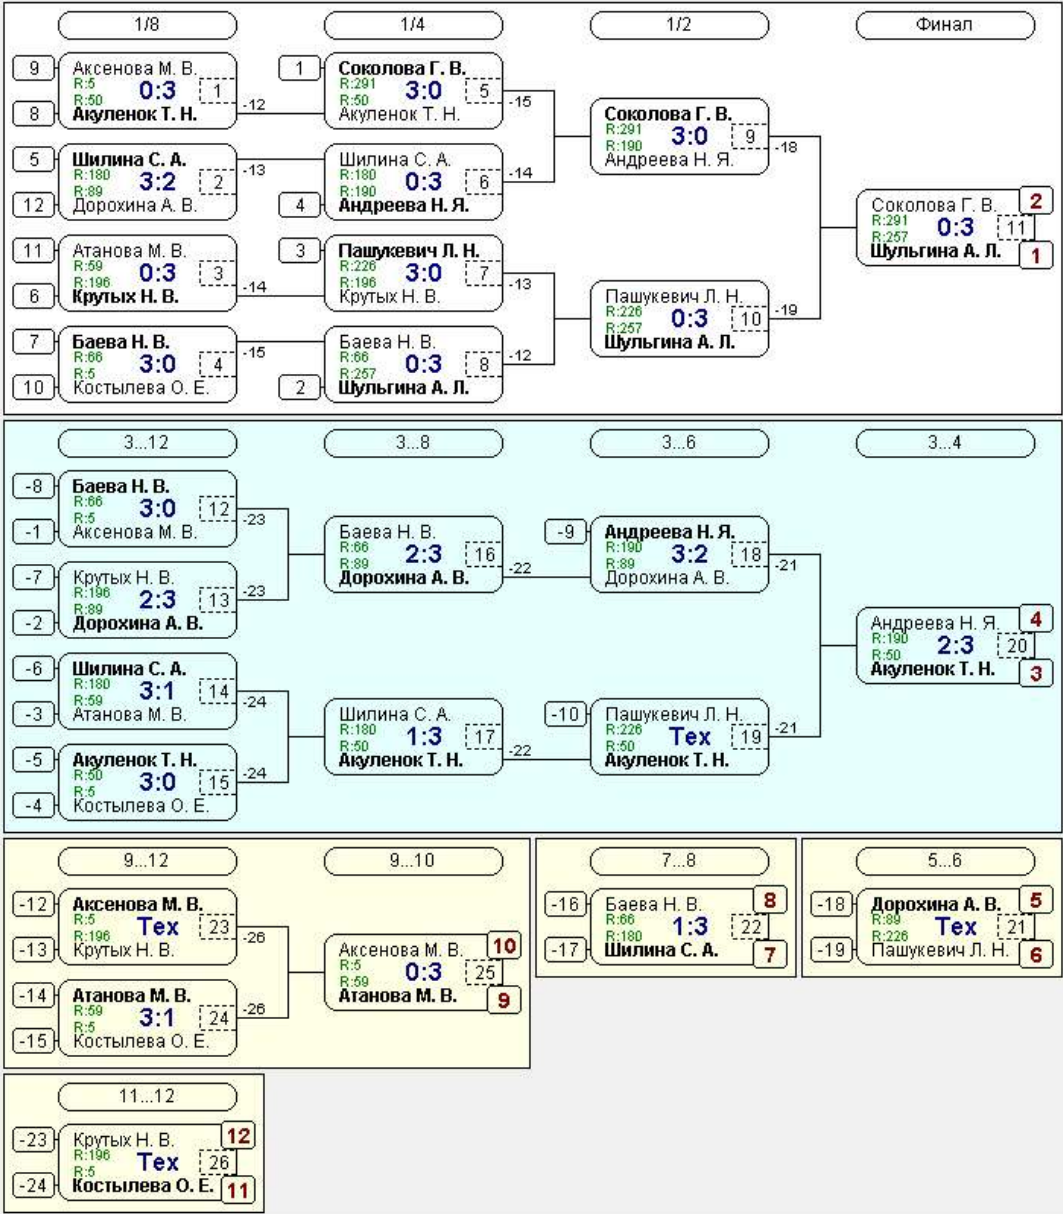 1/8 1/4 1/2 Финал
9 Аксенова М. В. R:5 R:50 0:3 1 8 Акуленок Т. Н. -12
5 Шилина С. А. R:180 R:89 3:2 2 12 Дорохина А. В. -13
11 Атанова М. В. R:59 R:196 0:3 3 6 Крутых Н. В. -14
7 Баева Н. В. R:66 R:5 3:0 4 10 Костылева О. Е. -15
1 Соколова Г. В. R:291 R:50 3:0 5 Акуленок Т. Н. -15
Шилина С. А. R:180 R:190 0:3 6 4 Андреева Н. Я. -14
3 Пашукевич Л. Н. R:226 R:196 3:0 7 Крутых Н. В. -13
Баева Н. В. R:66 R:257 0:3 8 2 Шульгина А. Л. -12
Соколова Г. В. R:291 R:190 3:0 9 Андреева Н. Я. -18
Пашукевич Л. Н. R:226 R:257 0:3 10 Шульгина А. Л. -19
Соколова Г. В. 2 R:291 R:257 0:3 11 Шульгина А. Л. 1
3...12 3...8 3...6 3...4
-8 Баева Н. В. R:66 R:5 3:0 12 -1 Аксенова М. В. -23
-7 Крутых Н. В. R:196 R:89 2:3 13 -2 Дорохина А. В. -23
-6 Шилина С. А. R:180 R:59 3:1 14 -3 Атанова М. В. -24
-5 Акуленок Т. Н. R:50 R:5 3:0 15 -4 Костылева О. Е. -24
Баева Н. В. R:66 R:89 2:3 16 Дорохина А. В. -22
Шилина С. А. R:180 R:50 1:3 17 Акуленок Т. Н. -22
-9 Андреева Н. Я. R:190 R:89 3:2 18 Дорохина А. В. -21
-10 Пашукевич Л. Н. R:226 R:50 Тех 19 Акуленок Т. Н. -21
Андреева Н. Я. 4 R:190 R:50 2:3 20 Акуленок Т. Н. 3
9...12 9...10
-12 Аксенова М. В. R:5 R:196 Тех 23 -13 Крутых Н. В. -26
-14 Атанова М. В. R:59 R:5 3:1 24 -15 Костылева О. Е. -26
Аксенова М. В. 10 R:5 R:59 0:3 25 Атанова М. В. 9
7...8
-16 Баева Н. В. 8 R:66 R:180 1:3 22 -17 Шилина С. А. 7
5...6
-18 Дорохина А. В. 5 R:89 R:226 Тех 21 -19 Пашукевич Л. Н. 6
11...12
-23 Крутых Н. В. 12 R:196 R:5 Тех 26 -24 Костылева О. Е. 11